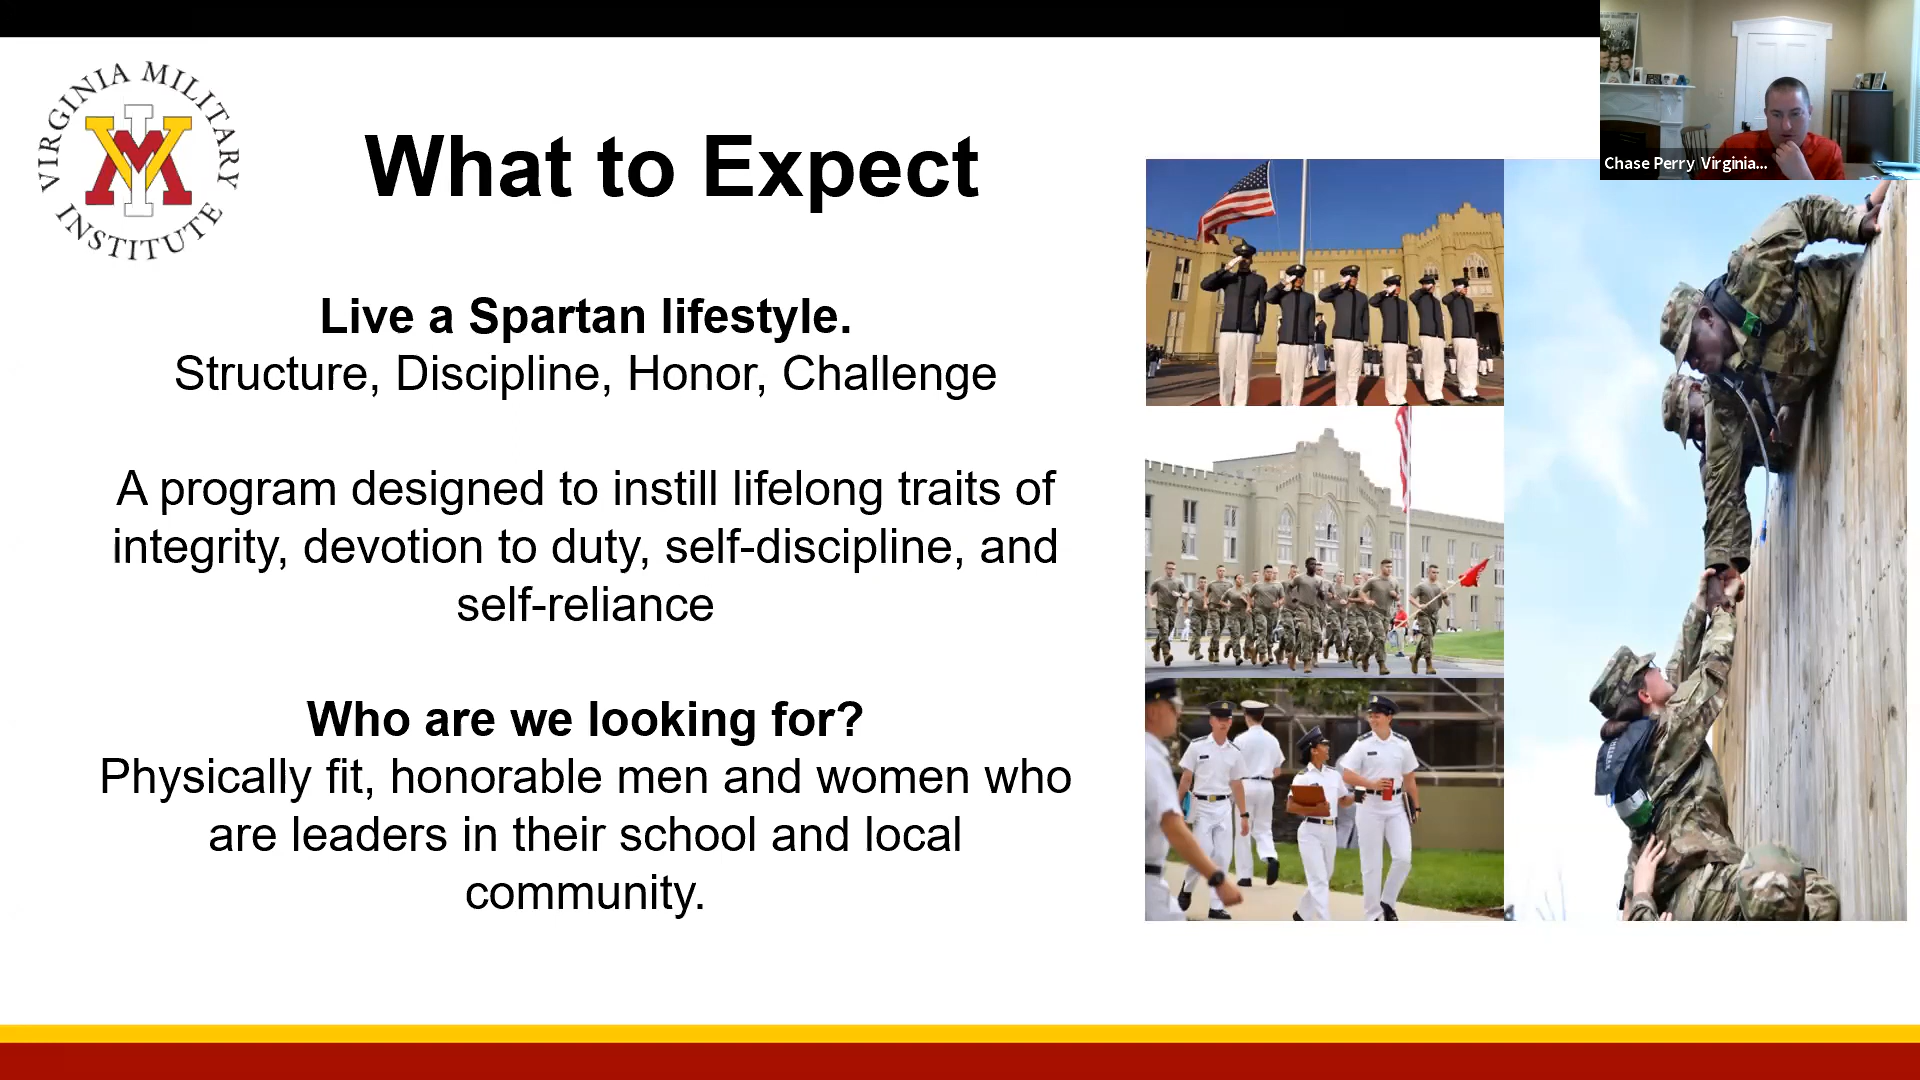 VIRGINIA MILITARY
INSTITUTE
VMI
What to Expect
Chase Perry Virginia...
Live a Spartan lifestyle.
Structure, Discipline, Honor, Challenge
A program designed to instill lifelong traits of
integrity, devotion to duty, self-discipline, and
self-reliance
Who are we looking for?
Physically fit, honorable men and women who
are leaders in their school and local
community.